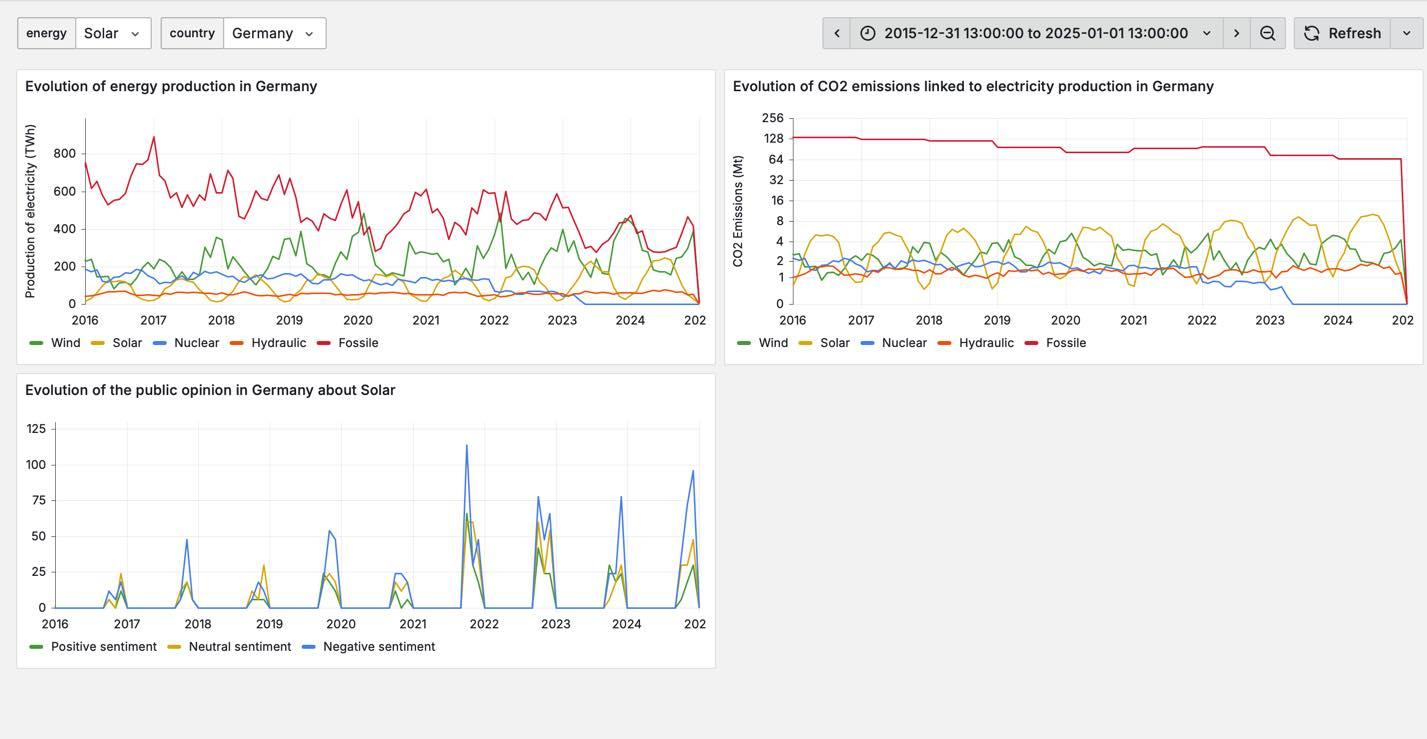 energy Solar country Germany 2015-12-31 13:00:00 to 2025-01-01 13:00:00 Refresh
Evolution of energy production in Germany
Production of electricity (TWh)
800
600
400
200
0
2016 2017 2018 2019 2020 2021 2022 2023 2024 202
Wind Solar Nuclear Hydraulic Fossile
Evolution of CO2 emissions linked to electricity production in Germany
CO2 Emissions (Mt)
256
128
64
32
16
8
4
2
1
0
2016 2017 2018 2019 2020 2021 2022 2023 2024 202
Wind Solar Nuclear Hydraulic Fossile
Evolution of the public opinion in Germany about Solar
125
100
75
50
25
0
2016 2017 2018 2019 2020 2021 2022 2023 2024 202
Positive sentiment Neutral sentiment Negative sentiment